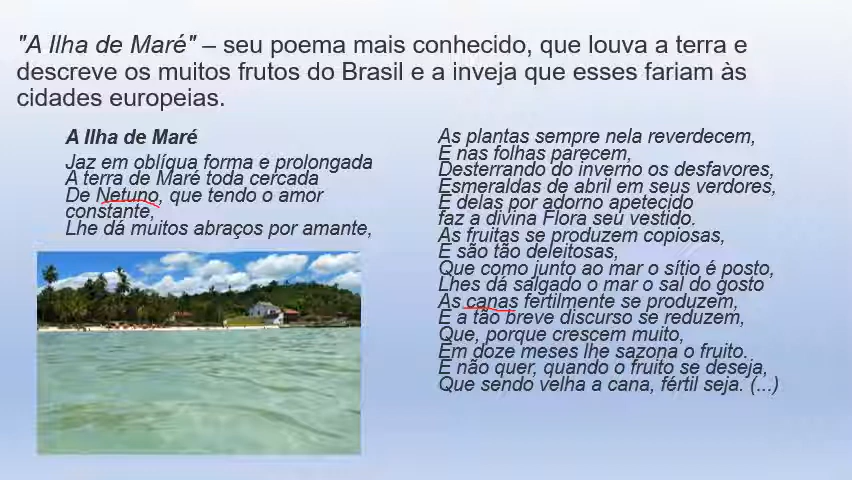 "A Ilha de Maré" – seu poema mais conhecido, que louva a terra e
descreve os muitos frutos do Brasil e a inveja que esses fariam às
cidades europeias.
A Ilha de Maré
Jaz em oblíqua forma e prolongada
A terra de Maré toda cercada
De Netuno, que tendo o amor
constante,
Lhe dá muitos abraços por amante,
As plantas sempre nela reverdecem,
E nas folhas parecem,
Desterrando do inverno os desfavores,
Esmeraldas de abril em seus verdores,
E delas por adorno apetecido
faz a divina Flora seu vestido.
As fruitas se produzem copiosas,
E são tão deleitosas,
Que como junto ao mar o sítio é posto,
Lhes dá salgado o mar o sal do gosto
As canas fertilmente se produzem,
E a tão breve discurso se reduzem,
Que, porque crescem muito,
Em doze meses lhe sazona o fruito.
E não quer, quando o fruito se deseja,
Que sendo velha a cana, fértil seja. (...)